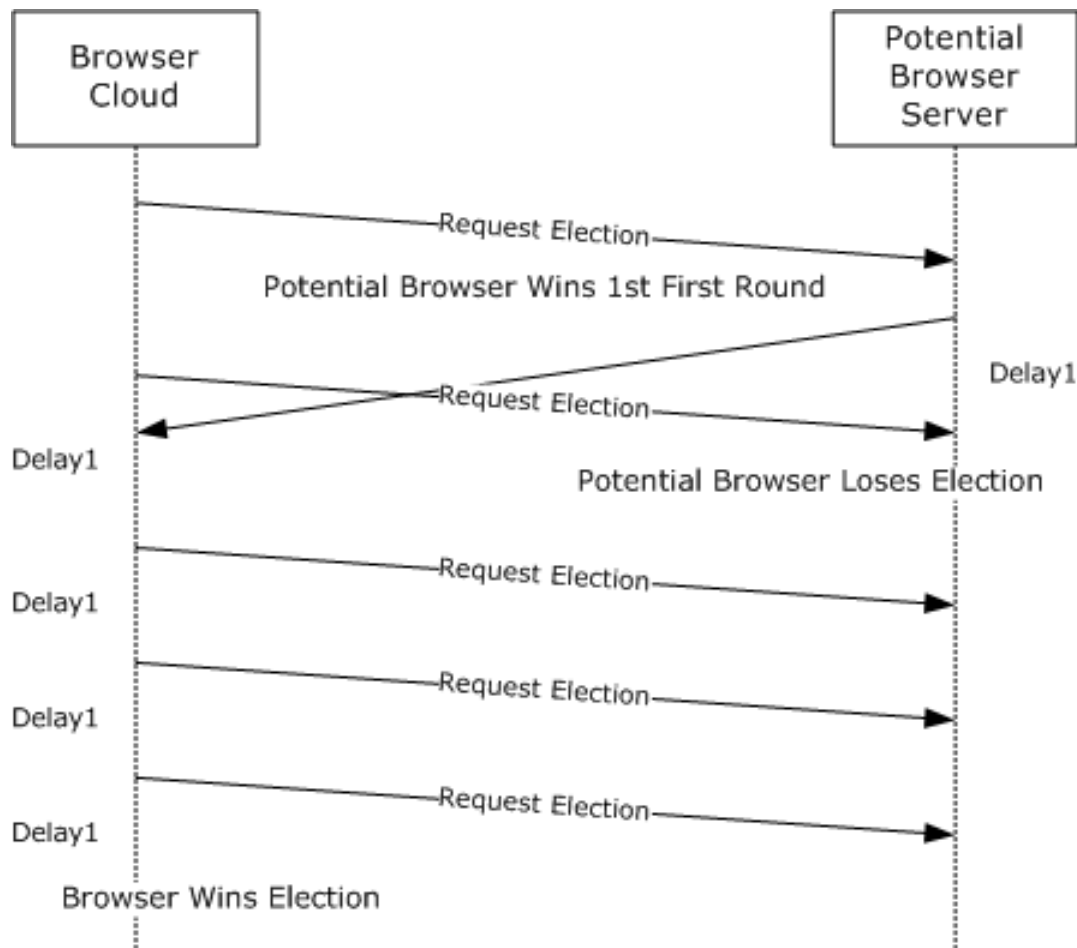 Browser
Cloud
Potential
Browser
Server
Request Election
Potential Browser Wins 1st First Round
Delay1
Request Election
Delay1
Potential Browser Loses Election
Request Election
Delay1
Request Election
Delay1
Request Election
Delay1
Browser Wins Election